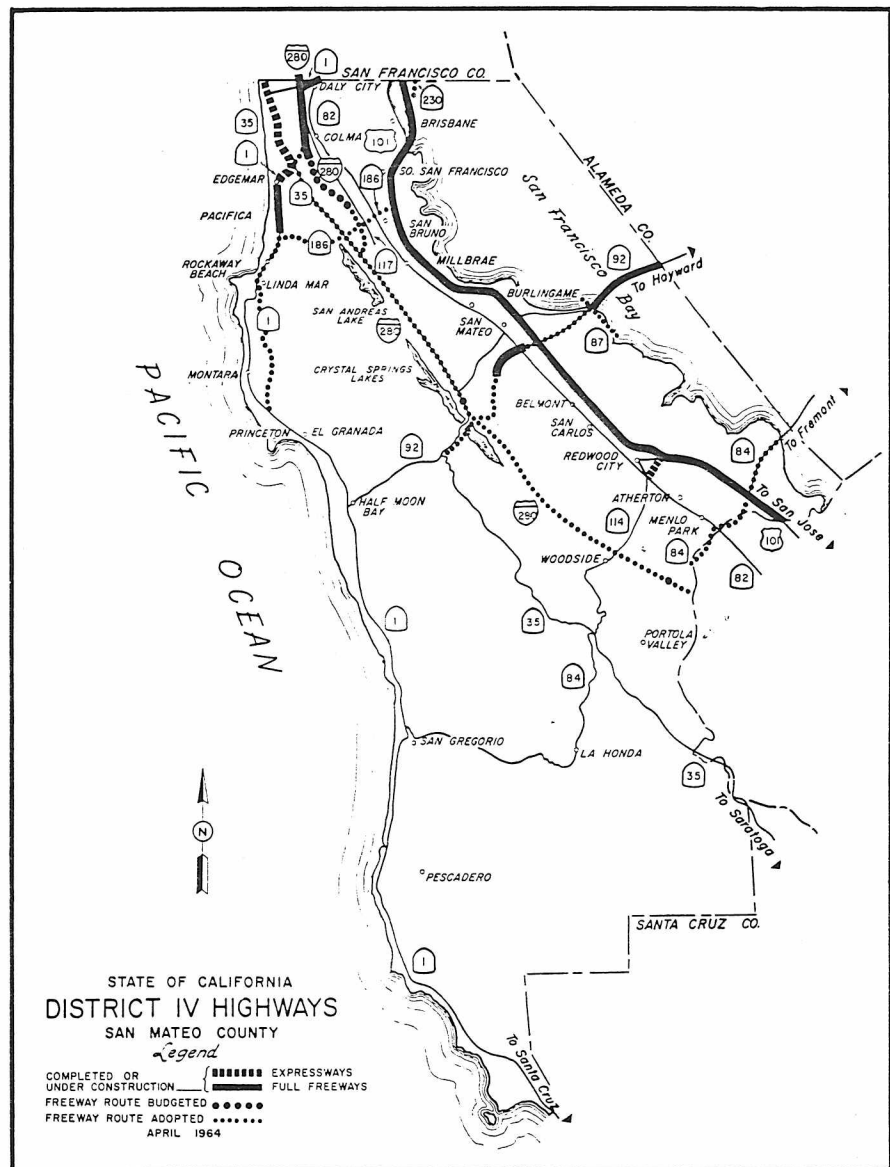 280
1
SAN FRANCISCO CO.
DALY CITY
230
35
82
BRISBANE
COLMA
101
1
280
186
SO. SAN FRANCISCO
EDGEMAR
35
ALAMEDA CO.
San Francisco
Bay
PACIFICA
SAN
BRUNO
186
117
MILLBRAE
92
To Hayward
ROCKAWAY
BEACH
LINDA MAR
BURLINGAME
SAN ANDREAS
LAKE
280
SAN
MATEO
87
1
CRYSTAL SPRINGS
LAKES
MONTARA
BELMONT
SAN
CARLOS
PRINCETON
EL GRANADA
84
To Fremont
92
REDWOOD
CITY
ATHERTON
To San Jose
HALF MOON
BAY
280
114
MENLO
PARK
101
84
WOODSIDE
82
PACIFIC
OCEAN
1
35
PORTOLA
VALLEY
84
SAN GREGORIO
LA HONDA
35
To Saratoga
N
PESCADERO
SANTA CRUZ CO.
1
To Santa Cruz
STATE OF CALIFORNIA
DISTRICT IV HIGHWAYS
SAN MATEO COUNTY
Legend
COMPLETED OR
UNDER CONSTRUCTION
EXPRESSWAYS
FULL FREEWAYS
FREEWAY ROUTE BUDGETED
FREEWAY ROUTE ADOPTED
APRIL 1964